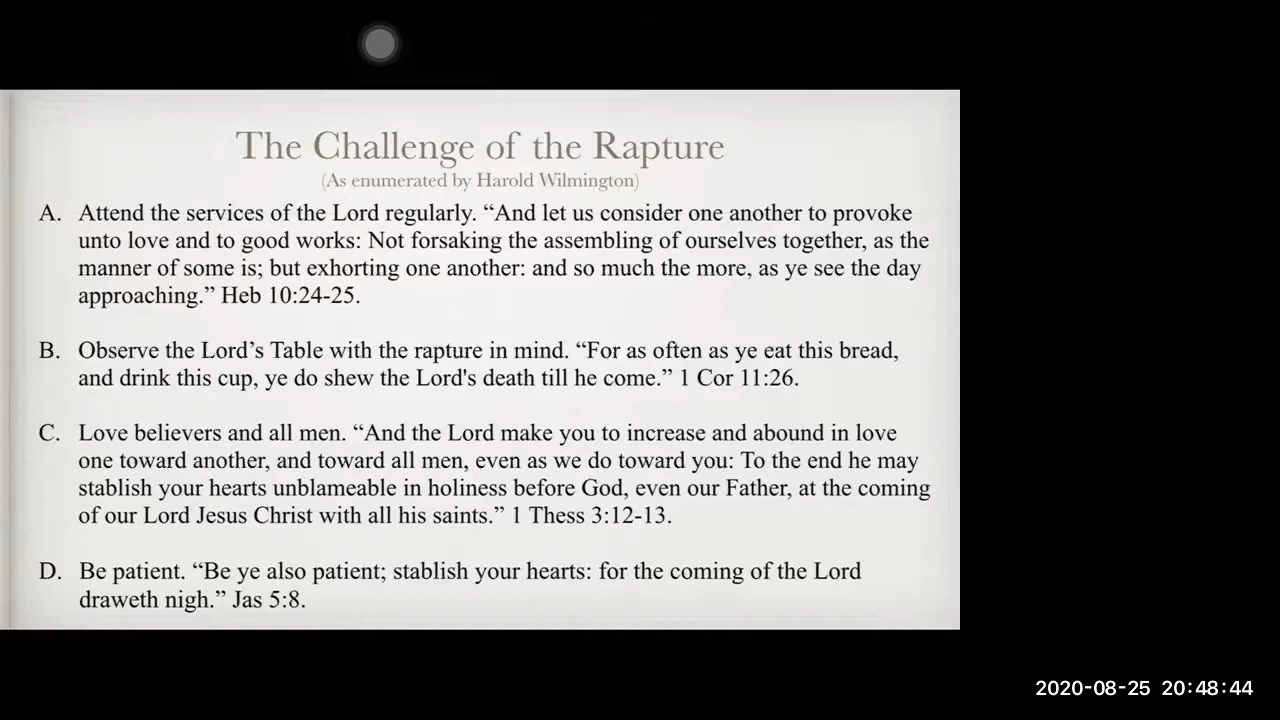 The Challenge of the Rapture
(As enumerated by Harold Wilmington)
A. Attend the services of the Lord regularly. “And let us consider one another to provoke
unto love and to good works: Not forsaking the assembling of ourselves together, as the
manner of some is; but exhorting one another: and so much the more, as ye see the day
approaching.” Heb 10:24-25.
B. Observe the Lord’s Table with the rapture in mind. “For as often as ye eat this bread,
and drink this cup, ye do shew the Lord's death till he come.” 1 Cor 11:26.
C. Love believers and all men. “And the Lord make you to increase and abound in love
one toward another, and toward all men, even as we do toward you: To the end he may
stablish your hearts unblameable in holiness before God, even our Father, at the coming
of our Lord Jesus Christ with all his saints.” 1 Thess 3:12-13.
D. Be patient. “Be ye also patient; stablish your hearts: for the coming of the Lord
draweth nigh.” Jas 5:8.
2020-08-25 20:48:44